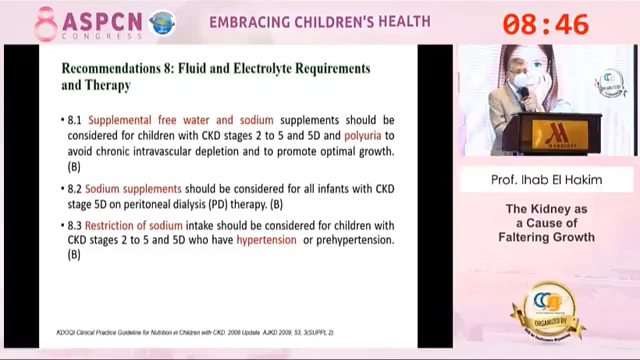 8 ASPCN
CONGRESS
EMBRACING CHILDREN'S HEALTH
08:46
Recommendations 8: Fluid and Electrolyte Requirements
and Therapy
• 8.1 Supplemental free water and sodium supplements should be
considered for children with CKD stages 2 to 5 and 5D and polyuria to
avoid chronic intravascular depletion and to promote optimal growth.
(B)
• 8.2 Sodium supplements should be considered for all infants with CKD
stage 5D on peritoneal dialysis (PD) therapy. (B)
• 8.3 Restriction of sodium intake should be considered for children with
CKD stages 2 to 5 and 5D who have hypertension or prehypertension.
(B)
KDOQI Clinical Practice Guideline for Nutrition in Children with CKD. 2008 Update. AJKD 2009; 53, 3(SUPPL 2).
Marriott
Prof. Ihab El Hakim
The Kidney as
a Cause of
Faltering Growth
ORGANIZED BY